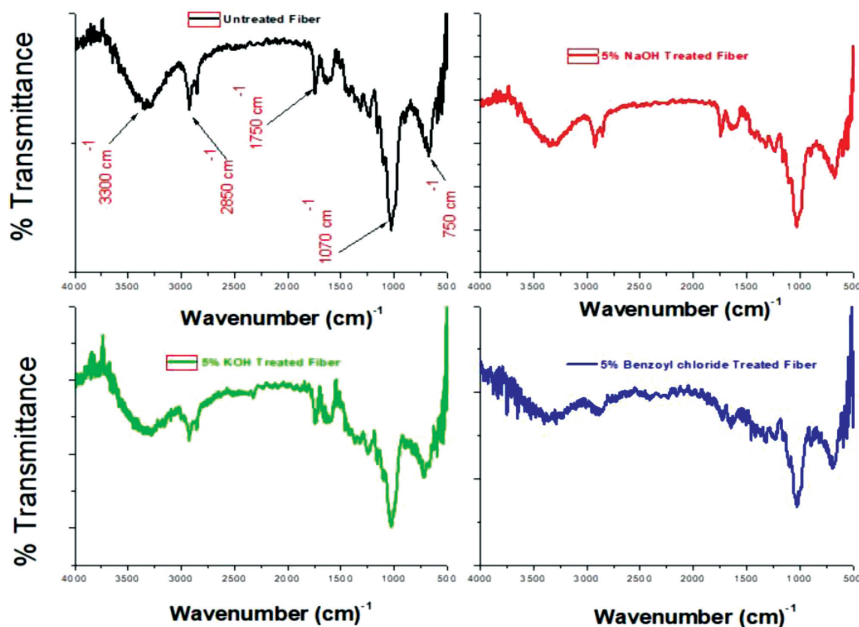 Untreated Fiber
% Transmittance
3300 cm-1
2850 cm-1
1750 cm-1
1070 cm-1
750 cm-1
4000 3500 3000 2500 2000 1500 1000 500
Wavenumber (cm)-1
5% NaOH Treated Fiber
4000 3500 3000 2500 2000 1500 1000 500
Wavenumber (cm)-1
5% KOH Treated Fiber
% Transmittance
4000 3500 3000 2500 2000 1500 1000 500
Wavenumber (cm)-1
5% Benzoyl chloride Treated Fiber
4000 3500 3000 2500 2000 1500 1000 500
Wavenumber (cm)-1